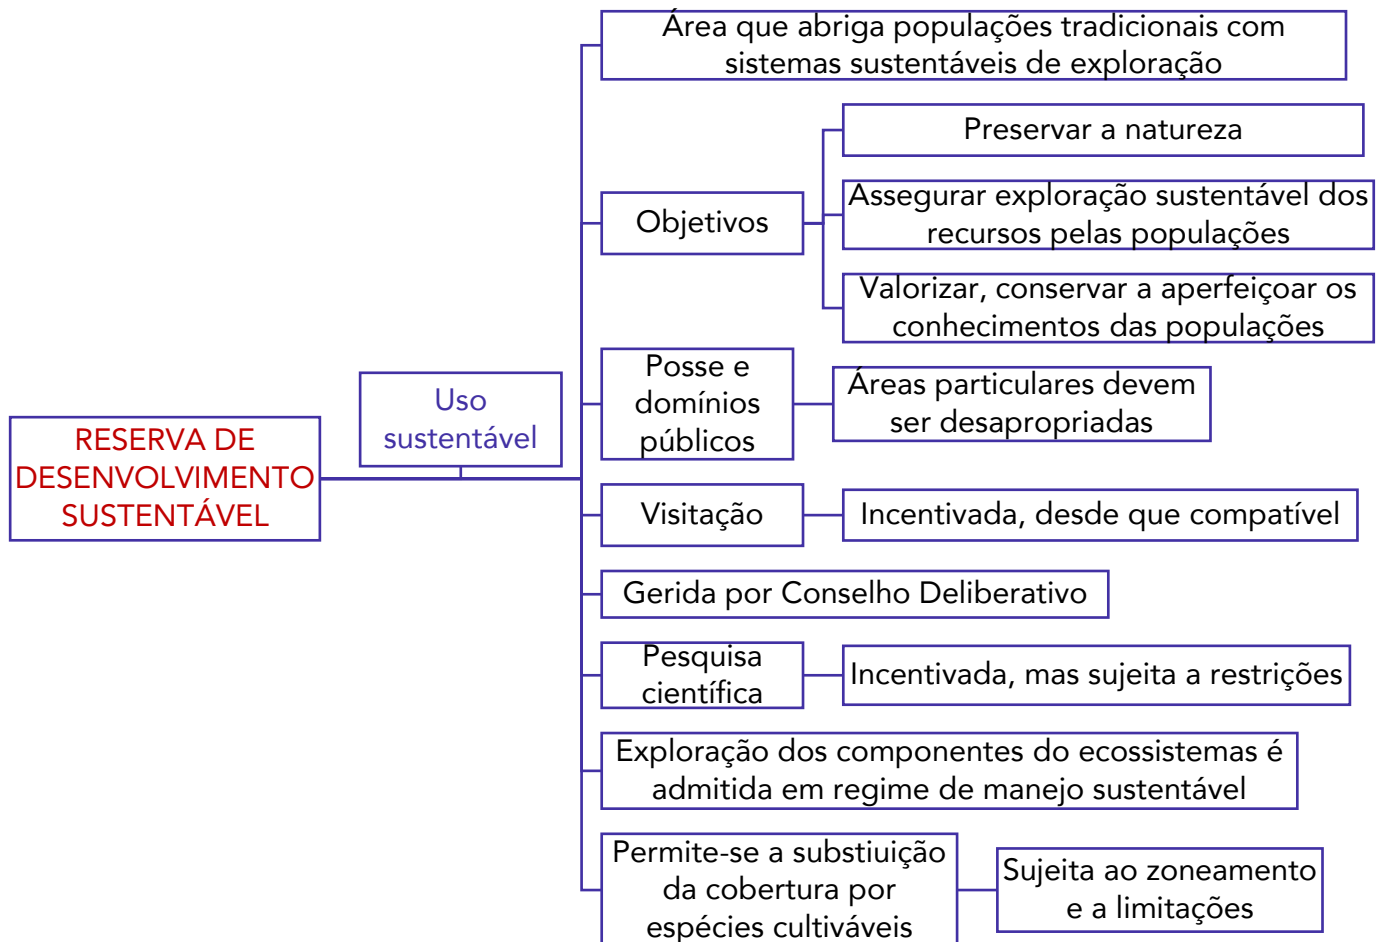 RESERVA DE
DESENVOLVIMENTO
SUSTENTÁVEL
Uso
sustentável
Área que abriga populações tradicionais com
sistemas sustentáveis de exploração
Objetivos
Preservar a natureza
Assegurar exploração sustentável dos
recursos pelas populações
Valorizar, conservar a aperfeiçoar os
conhecimentos das populações
Posse e
domínios
públicos
Áreas particulares devem
ser desapropriadas
Visitação
Incentivada, desde que compatível
Gerida por Conselho Deliberativo
Pesquisa
científica
Incentivada, mas sujeita a restrições
Exploração dos componentes do ecossistemas é
admitida em regime de manejo sustentável
Permite-se a substiuição
da cobertura por
espécies cultiváveis
Sujeita ao zoneamento
e a limitações